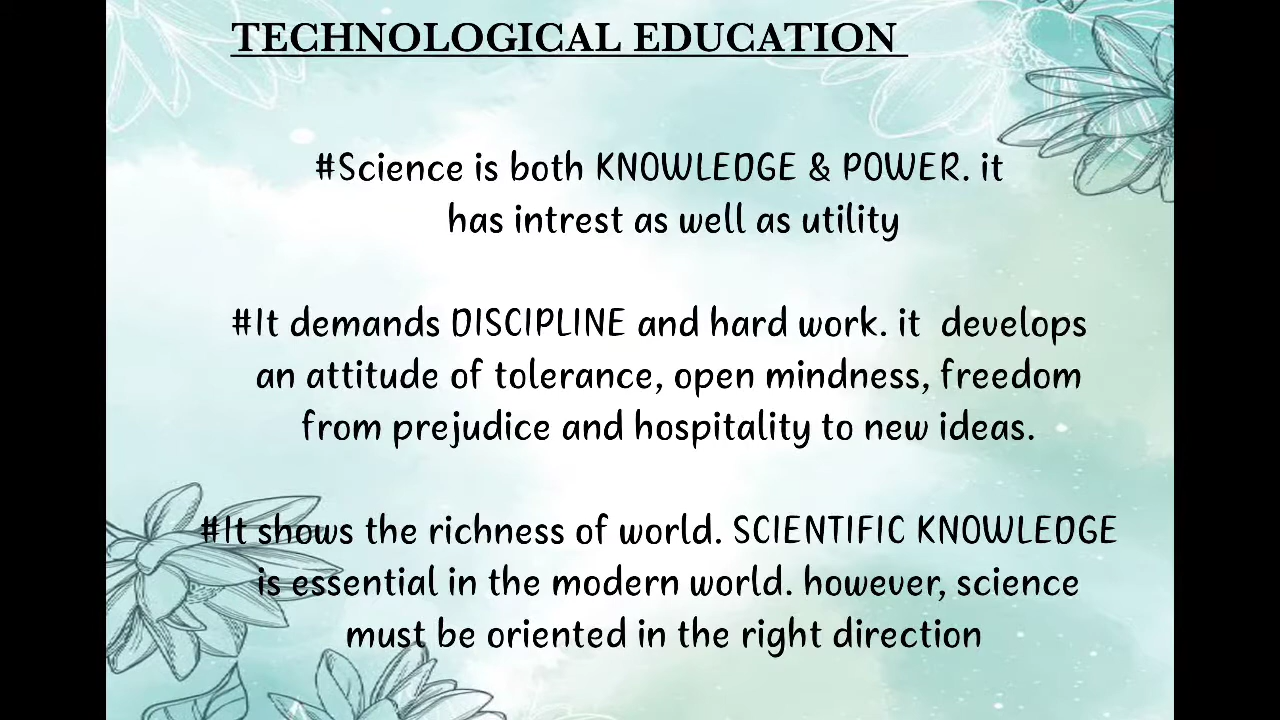 TECHNOLOGICAL EDUCATION
#Science is both KNOWLEDGE & POWER. it
has intrest as well as utility
#It demands DISCIPLINE and hard work. it develops
an attitude of tolerance, open mindness, freedom
from prejudice and hospitality to new ideas.
#It shows the richness of world. SCIENTIFIC KNOWLEDGE
is essential in the modern world. however, science
must be oriented in the right direction